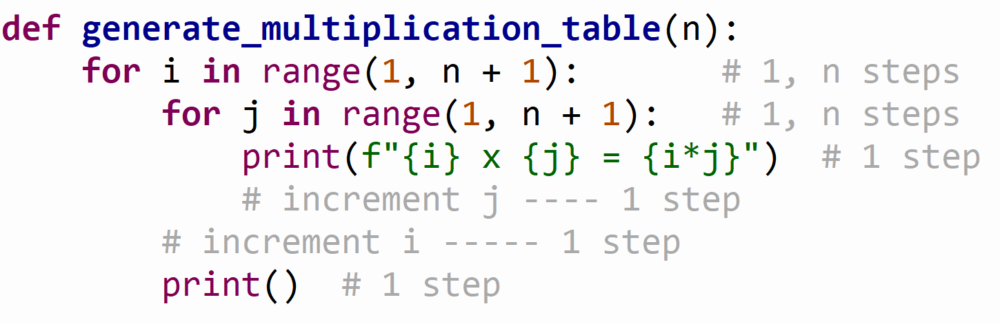 def generate_multiplication_table(n):
    for i in range(1, n + 1):       # 1, n steps
        for j in range(1, n + 1):   # 1, n steps
            print(f"{i} x {j} = {i*j}")  # 1 step
            # increment j ---- 1 step
        # increment i ----- 1 step
        print()  # 1 step